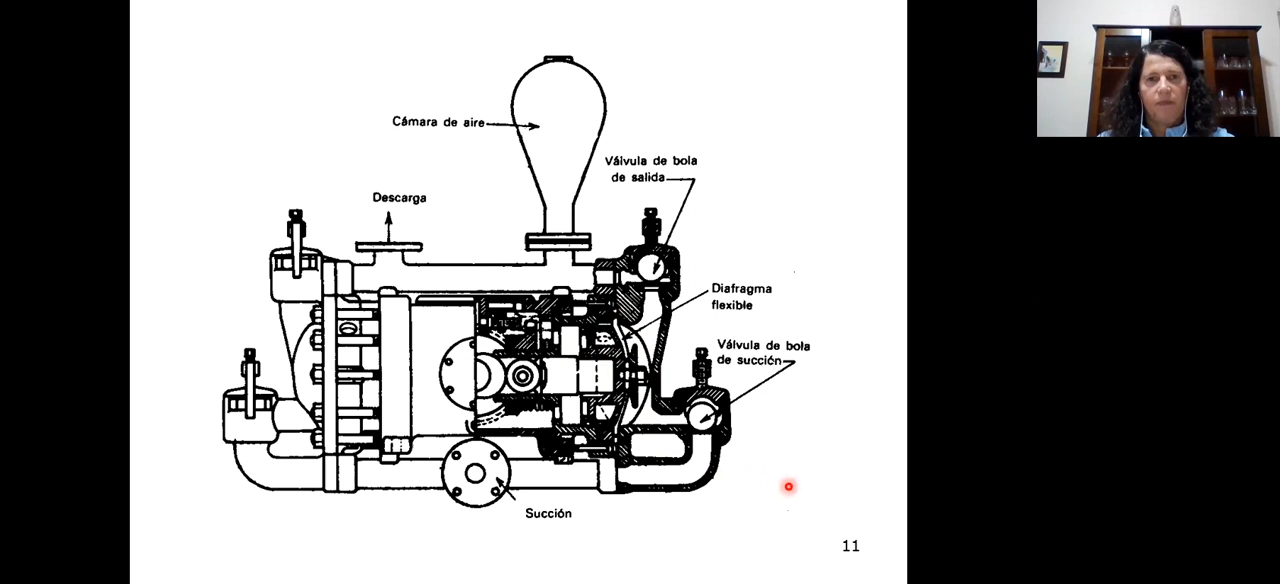 Cámara de aire
Válvula de bola
de salida
Descarga
Diafragma
flexible
Válvula de bola
de succión
Succión
11